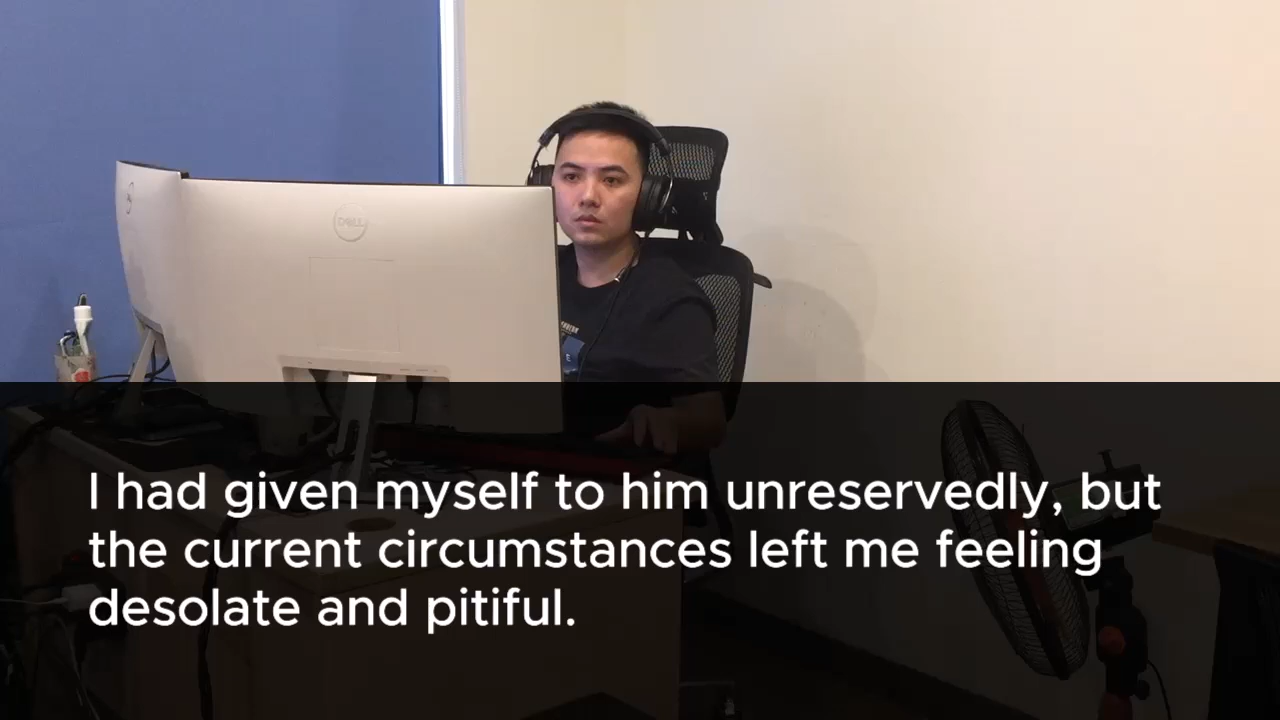 DELL
I had given myself to him unreservedly, but
the current circumstances left me feeling
desolate and pitiful.